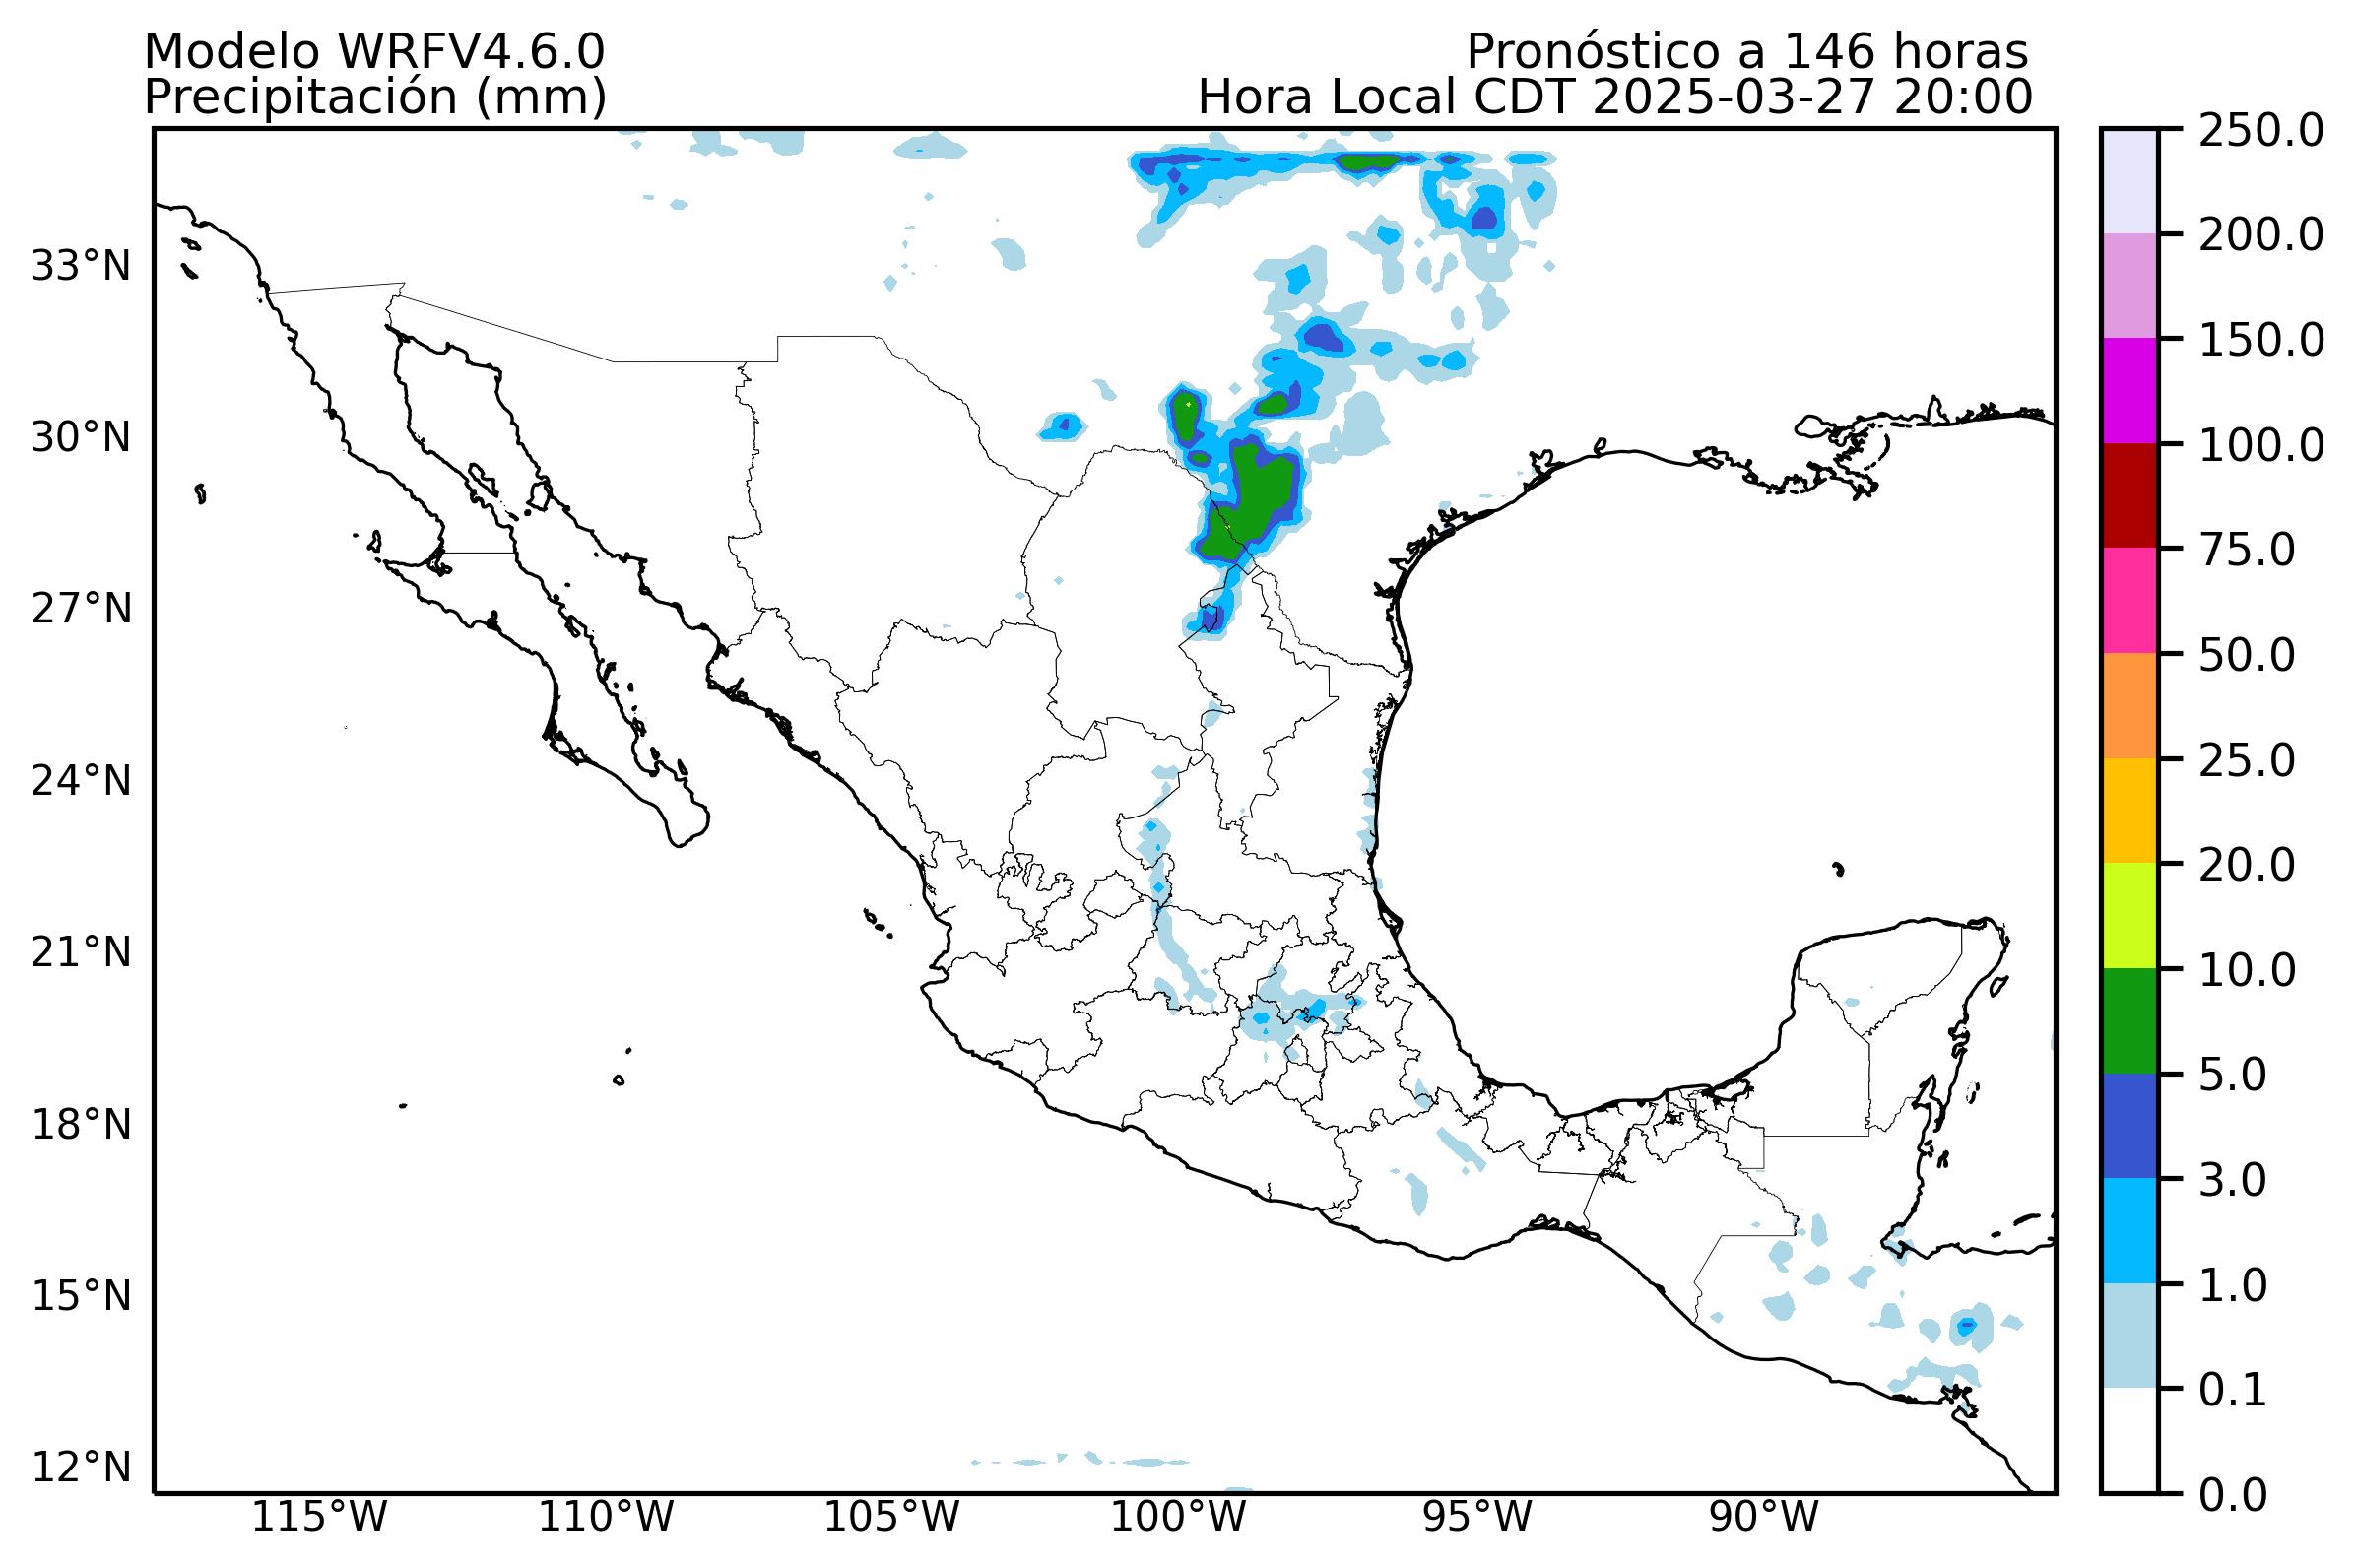 Modelo WRFV4.6.0
Precipitación (mm)
Pronóstico a 146 horas
Hora Local CDT 2025-03-27 20:00
33°N
30°N
27°N
24°N
21°N
18°N
15°N
12°N
115°W
110°W
105°W
100°W
95°W
90°W
250.0
200.0
150.0
100.0
75.0
50.0
25.0
20.0
10.0
5.0
3.0
1.0
0.1
0.0